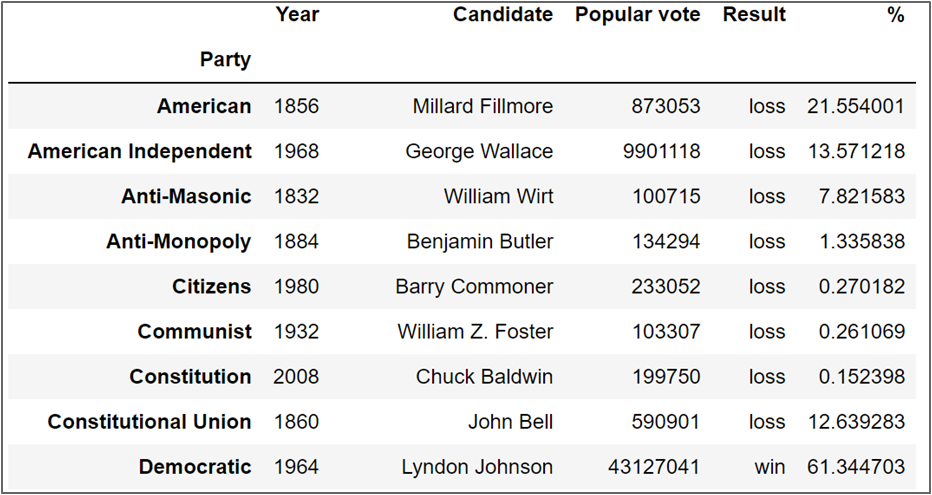 Year Candidate Popular vote Result %
Party
American 1856 Millard Fillmore 873053 loss 21.554001
American Independent 1968 George Wallace 9901118 loss 13.571218
Anti-Masonic 1832 William Wirt 100715 loss 7.821583
Anti-Monopoly 1884 Benjamin Butler 134294 loss 1.335838
Citizens 1980 Barry Commoner 233052 loss 0.270182
Communist 1932 William Z. Foster 103307 loss 0.261069
Constitution 2008 Chuck Baldwin 199750 loss 0.152398
Constitutional Union 1860 John Bell 590901 loss 12.639283
Democratic 1964 Lyndon Johnson 43127041 win 61.344703